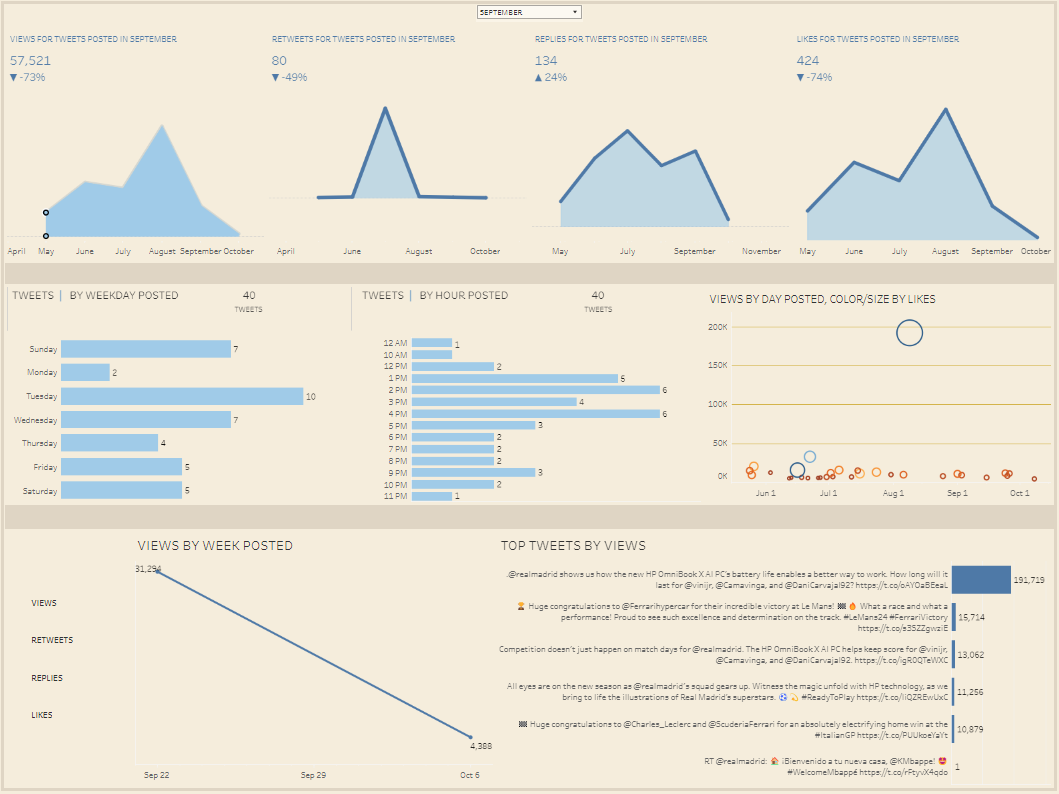 SEPTEMBER
VIEWS FOR TWEETS POSTED IN SEPTEMBER
57,521
▼ -73%
April May June July August September October
RETWEETS FOR TWEETS POSTED IN SEPTEMBER
80
▼ -49%
April June August October
REPLIES FOR TWEETS POSTED IN SEPTEMBER
134
▲ 24%
May July September November
LIKES FOR TWEETS POSTED IN SEPTEMBER
424
▼ -74%
May June July August September October
TWEETS | BY WEEKDAY POSTED
40
TWEETS
Sunday 7
Monday 2
Tuesday 10
Wednesday 7
Thursday 4
Friday 5
Saturday 5
TWEETS | BY HOUR POSTED
40
TWEETS
12 AM 1
10 AM
12 PM 2
1 PM 5
2 PM 6
3 PM 4
4 PM 6
5 PM 3
6 PM 2
7 PM 2
8 PM 2
9 PM 3
10 PM 2
11 PM 1
VIEWS BY DAY POSTED, COLOR/SIZE BY LIKES
200K
150K
100K
50K
0K
Jun 1 Jul 1 Aug 1 Sep 1 Oct 1
VIEWS BY WEEK POSTED
VIEWS
RETWEETS
REPLIES
LIKES
31,294
4,388
Sep 22 Sep 29 Oct 6
TOP TWEETS BY VIEWS
.@realmadrid shows us how the new HP OmniBook X AI PC's battery life enables a better way to work. How long will it
last for @vinijr, @Camavinga, and @DaniCarvajal92? https://t.co/oAYOaBEeaL
191,719
🏆 Huge congratulations to @Ferrarihypercar for their incredible victory at Le Mans! 🏁 🔥 What a race and what a
performance! Proud to see such excellence and determination on the track. #LeMans24 #FerrariVictory
https://t.co/s3SZZgwziE
15,714
Competition doesn't just happen on match days for @realmadrid. The HP OmniBook X AI PC helps keep score for @vinijr,
@Camavinga, and @DaniCarvajal92. https://t.co/igR0QTeWXC
13,062
All eyes are on the new season as @realmadrid's squad gears up. Witness the magic unfold with HP technology, as we
bring to life the illustrations of Real Madrid's superstars. ⚽ 💫 #ReadyToPlay https://t.co/liQZREwUxC
11,256
🏁 Huge congratulations to @Charles_Leclerc and @ScuderiaFerrari for an absolutely electrifying home win at the
#ItalianGP https://t.co/PUUkoeYaYt
10,879
RT @realmadrid: 🏠 ¡Bienvenido a tu nueva casa, @KMbappe! 😍
#WelcomeMbappé https://t.co/rFtyvX4qdo
1